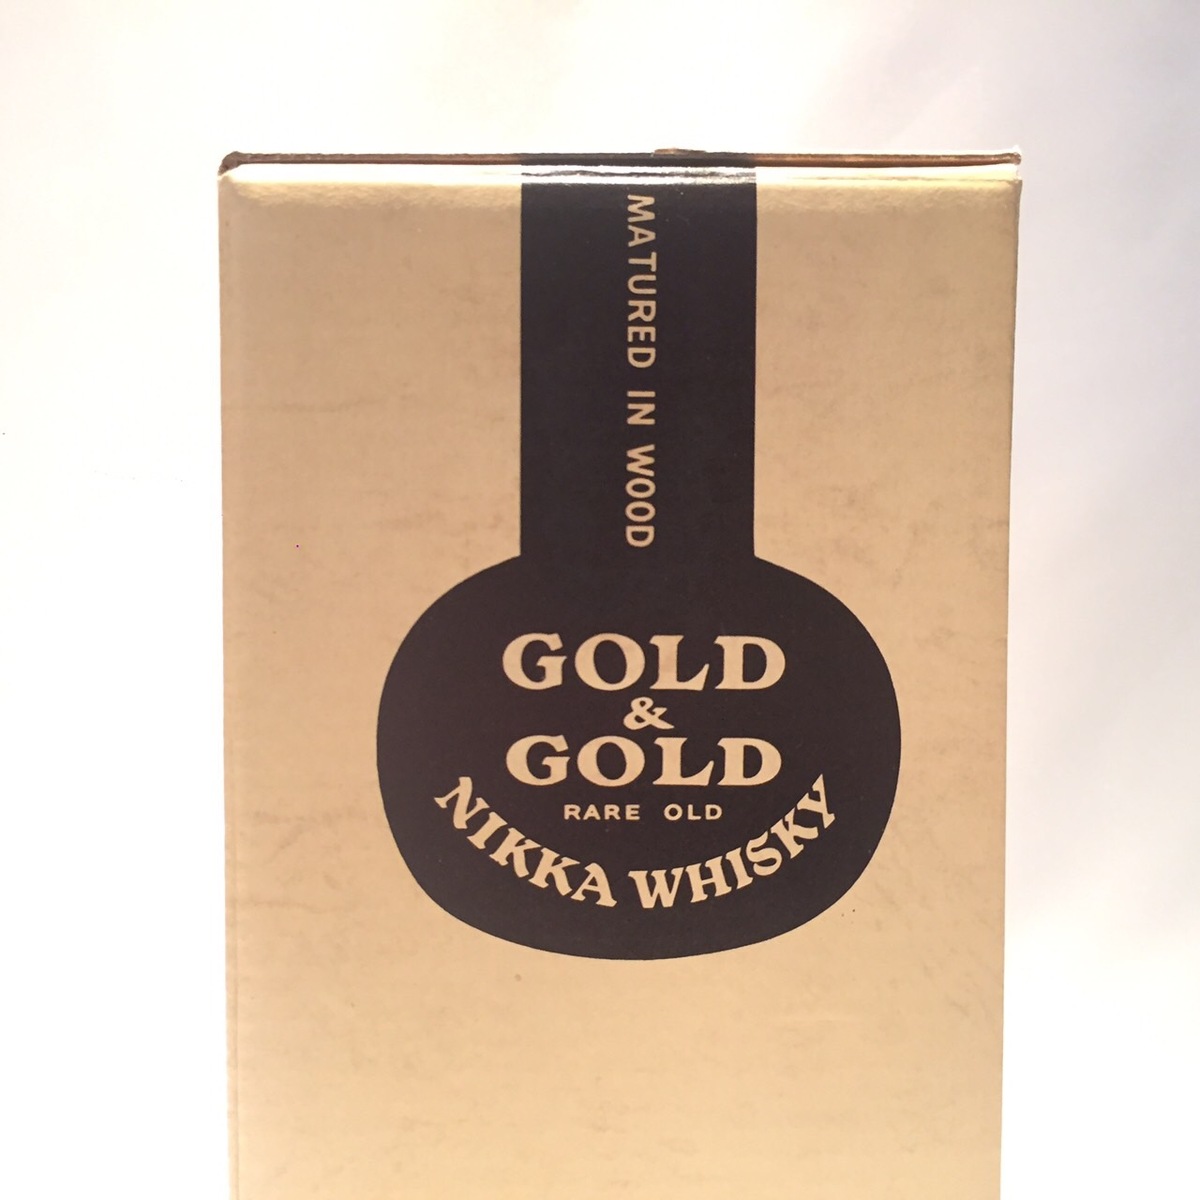 MATURED IN WOOD
GOLD
&
GOLD
RARE OLD
NIKKA WHISKY